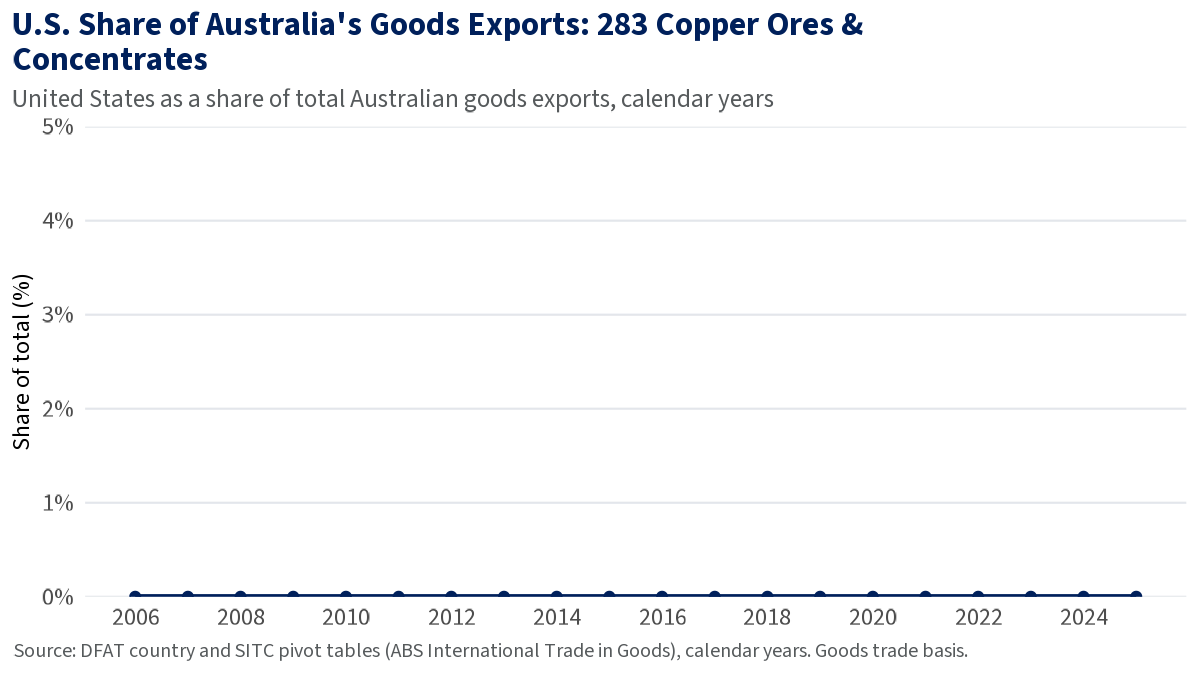 U.S. Share of Australia's Goods Exports: 283 Copper Ores &
Concentrates
United States as a share of total Australian goods exports, calendar years
5%
4%
3%
2%
1%
0%
Share of total (%)
2006 2008 2010 2012 2014 2016 2018 2020 2022 2024
Source: DFAT country and SITC pivot tables (ABS International Trade in Goods), calendar years. Goods trade basis.